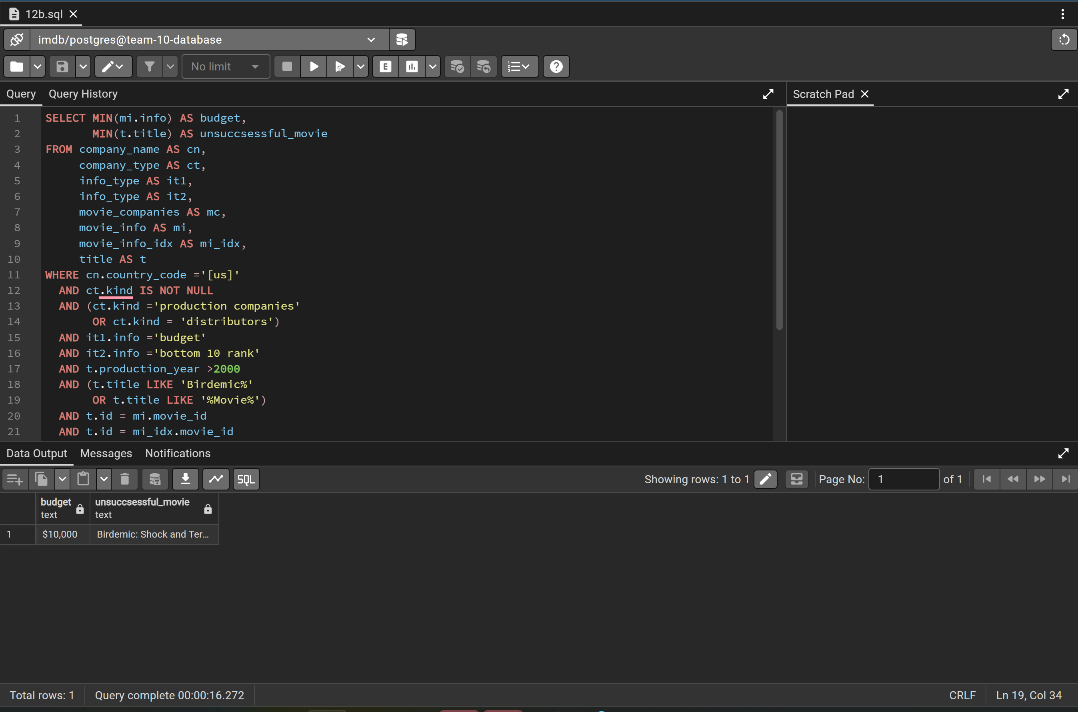 12b.sql
imdb/postgres@team-10-database
No limit
E
Query Query History
Scratch Pad
1 SELECT MIN(mi.info) AS budget,
2 MIN(t.title) AS unsuccsessful_movie
3 FROM company_name AS cn,
4 company_type AS ct,
5 info_type AS it1,
6 info_type AS it2,
7 movie_companies AS mc,
8 movie_info AS mi,
9 movie_info_idx AS mi_idx,
10 title AS t
11 WHERE cn.country_code ='[us]'
12 AND ct.kind IS NOT NULL
13 AND (ct.kind ='production companies'
14 OR ct.kind = 'distributors')
15 AND it1.info ='budget'
16 AND it2.info ='bottom 10 rank'
17 AND t.production_year >2000
18 AND (t.title LIKE 'Birdemic%'
19 OR t.title LIKE '%Movie%')
20 AND t.id = mi.movie_id
21 AND t.id = mi_idx.movie_id
Data Output Messages Notifications
SQL Showing rows: 1 to 1 Page No: 1 of 1
budget unsuccsessful_movie
text text
1 $10,000 Birdemic: Shock and Ter...
Total rows: 1 Query complete 00:00:16.272 CRLF Ln 19, Col 34